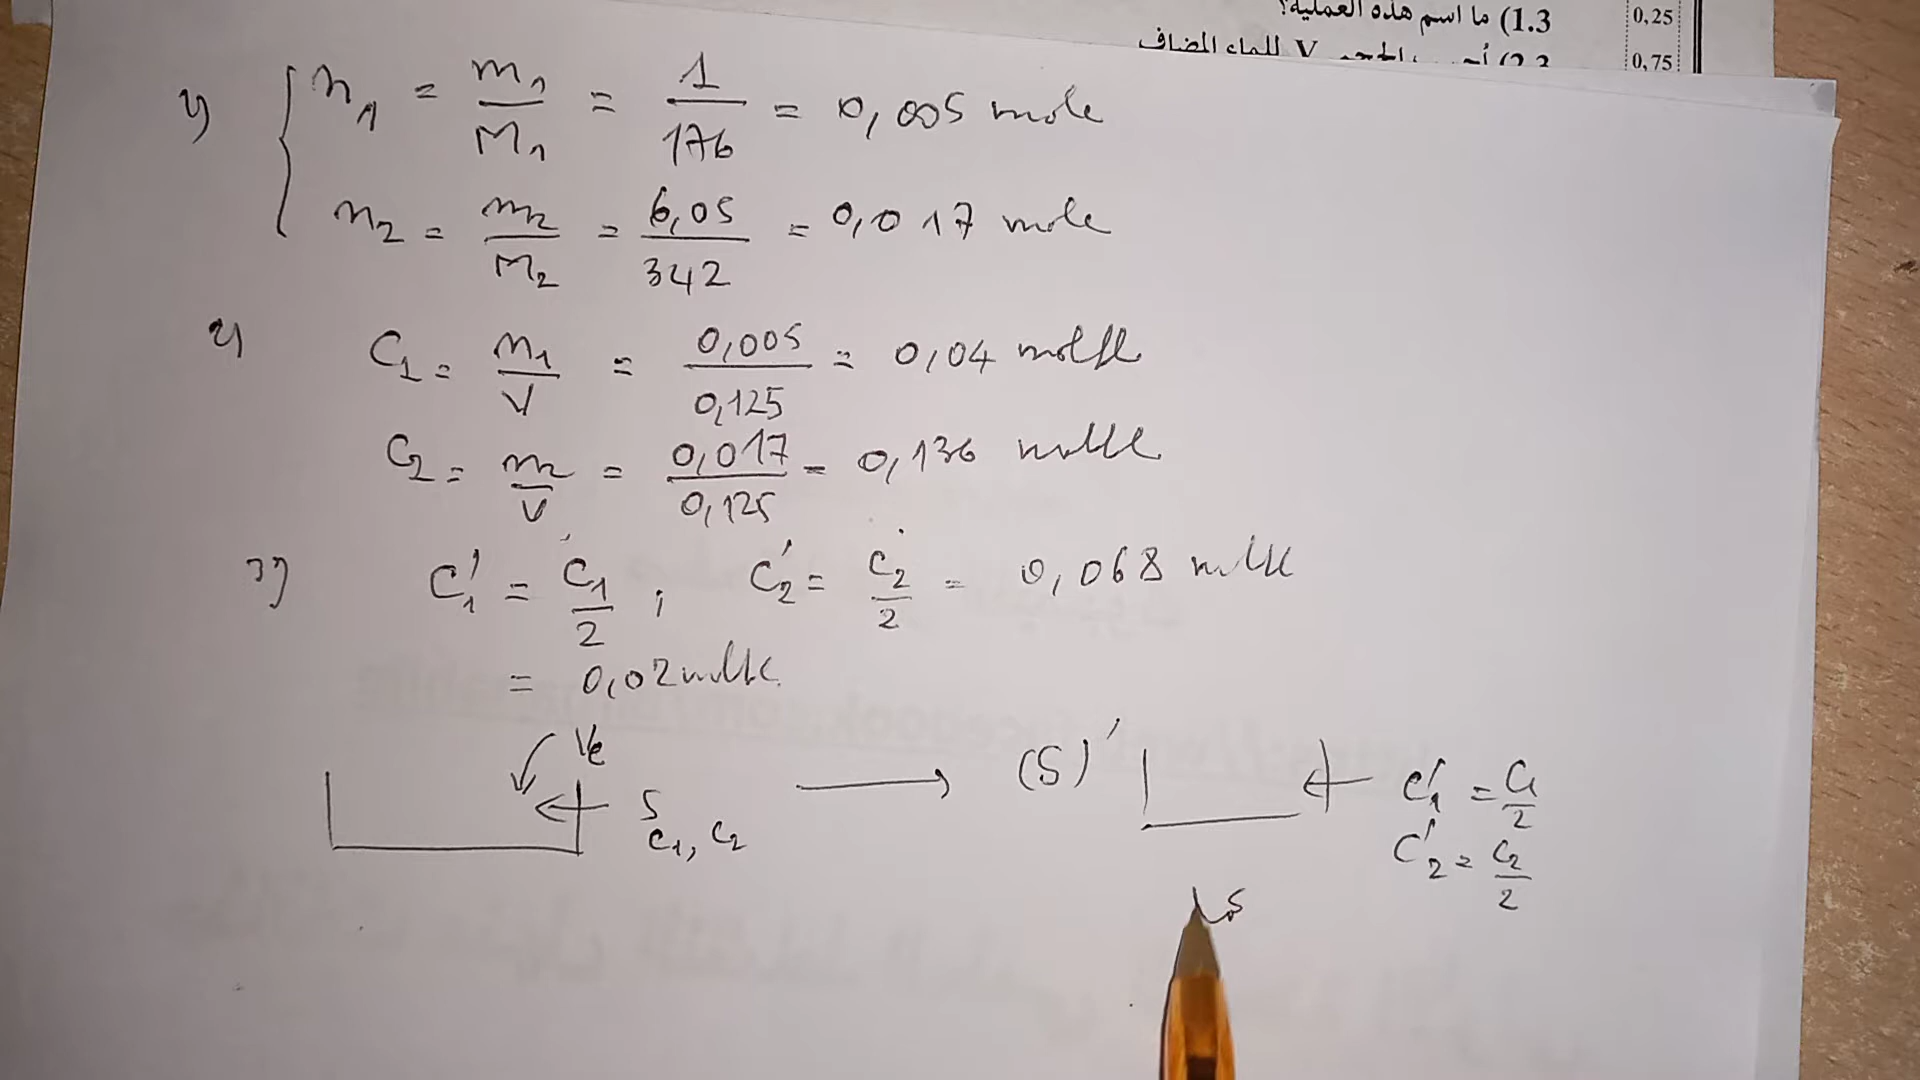 1.3) ما اسم هذه العملية؟
0,25
V للماء المضاف
0,75
1) n₁ = m₁/M₁ = 1/176 = 0,005 mole
n₂ = m₂/M₂ = 6,05/342 = 0,017 mole
2) C₁ = n₁/V = 0,005/0,125 = 0,04 mol/l
C₂ = n₂/V = 0,017/0,125 = 0,136 mol/l
3) C'₁ = C₁/2 ; C'₂ = C₂/2 = 0,068 mol/l
= 0,02 mol/l
Ve
S
C₁, C₂
(S)'
C'₁ = C₁/2
C'₂ = C₂/2